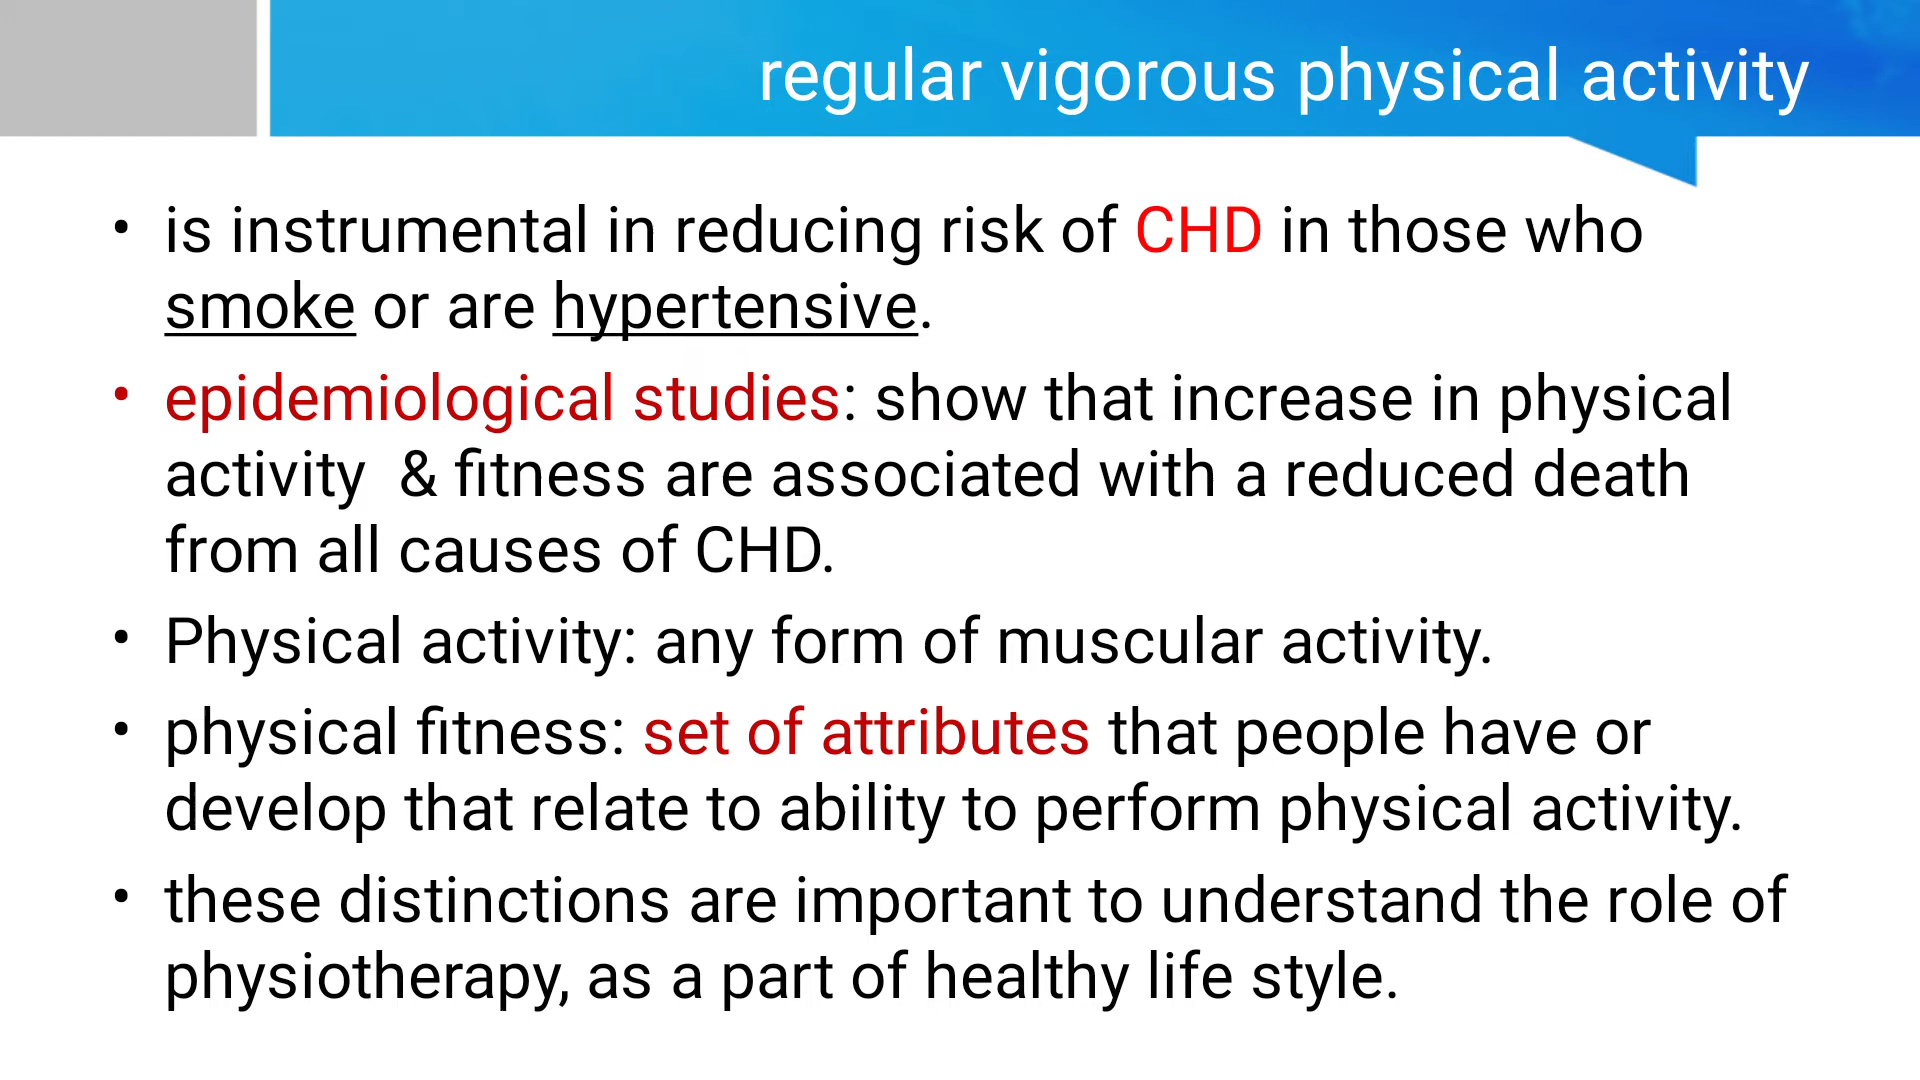 regular vigorous physical activity
• is instrumental in reducing risk of CHD in those who
smoke or are hypertensive.
• epidemiological studies: show that increase in physical
activity  & fitness are associated with a reduced death
from all causes of CHD.
• Physical activity: any form of muscular activity.
• physical fitness: set of attributes that people have or
develop that relate to ability to perform physical activity.
• these distinctions are important to understand the role of
physiotherapy, as a part of healthy life style.